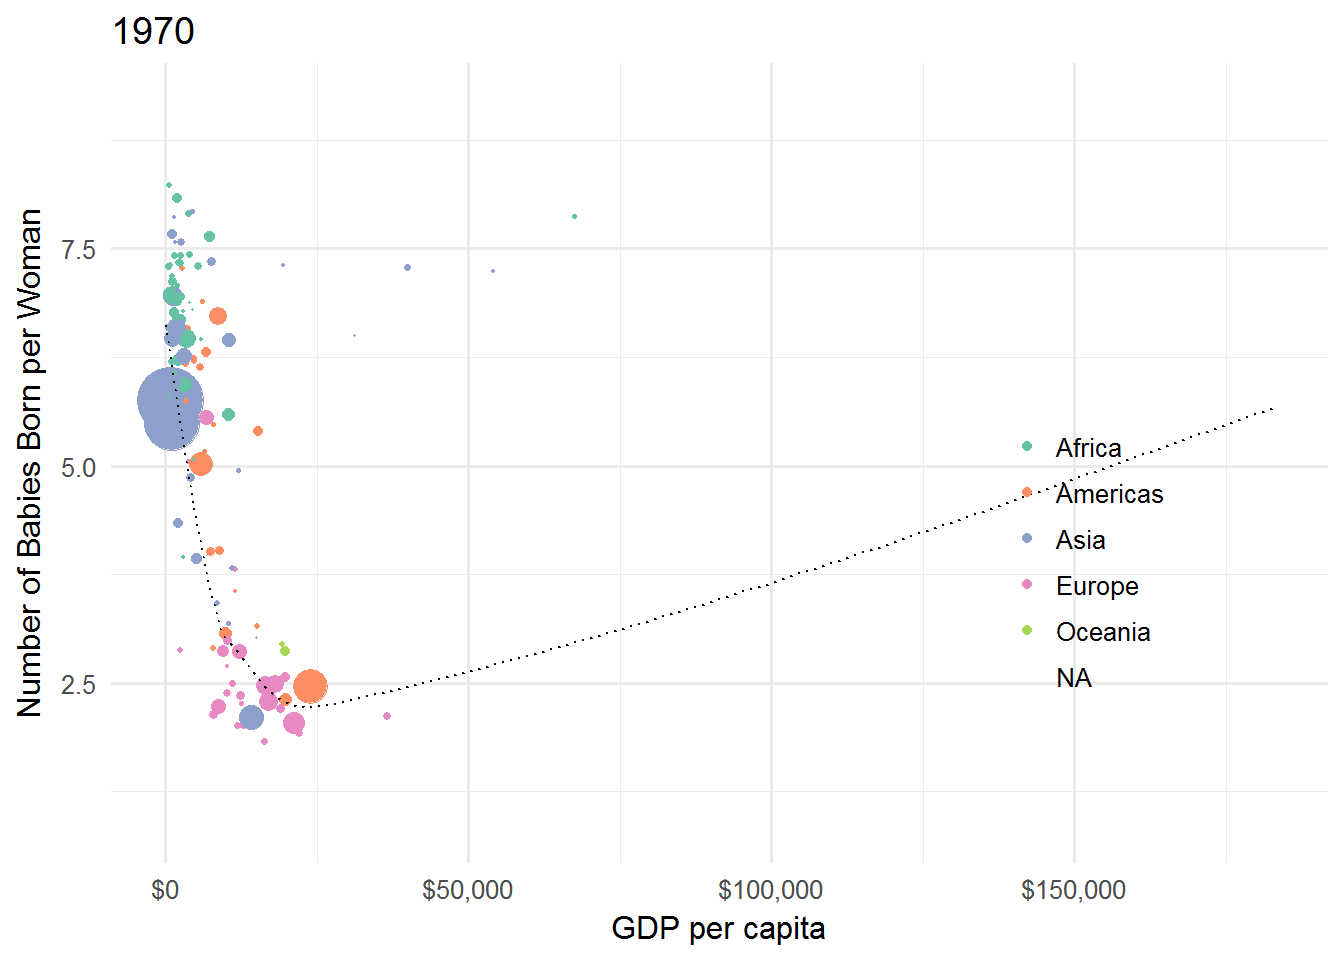 1970
Number of Babies Born per Woman
7.5
5.0
2.5
Africa
Americas
Asia
Europe
Oceania
NA
$0
$50,000
$100,000
$150,000
GDP per capita